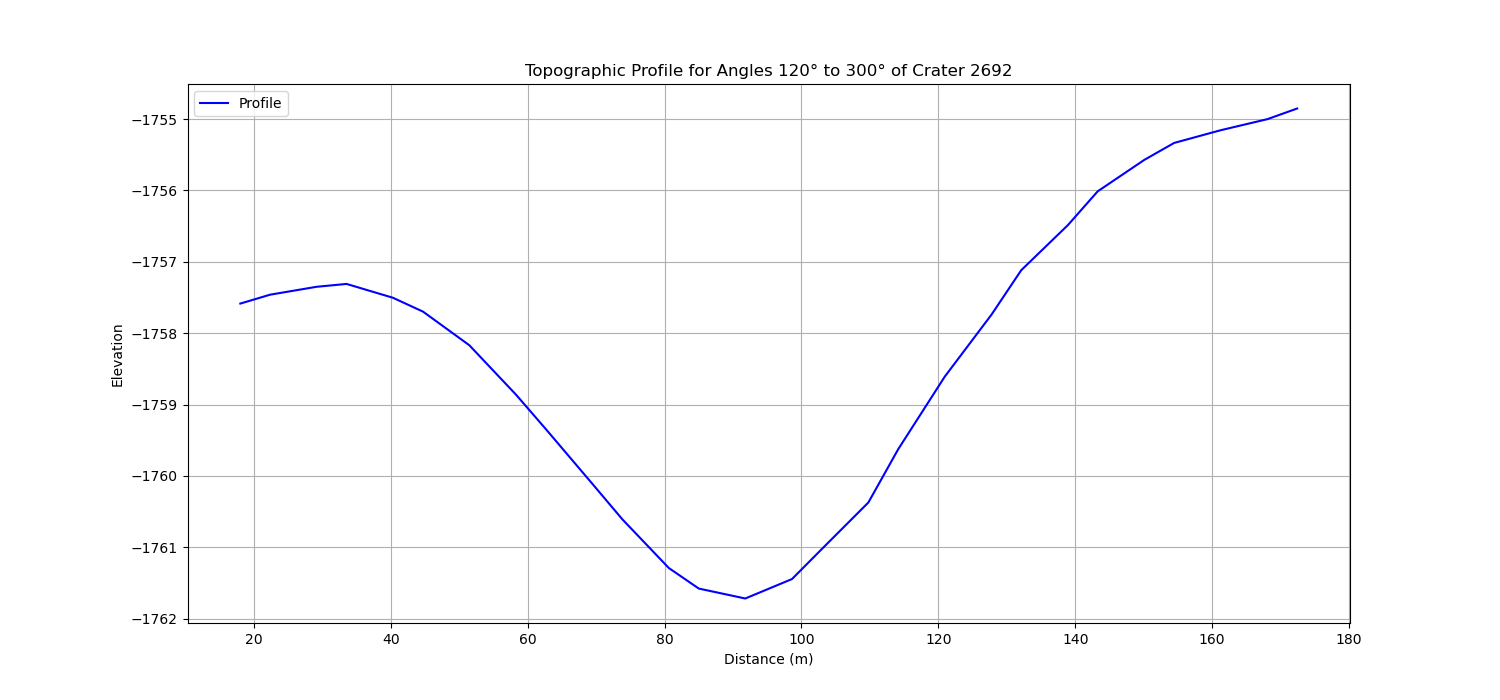 Topographic Profile for Angles 120° to 300° of Crater 2692
Profile
−1755
−1756
−1757
−1758
−1759
−1760
−1761
−1762
Elevation
20 40 60 80 100 120 140 160 180
Distance (m)